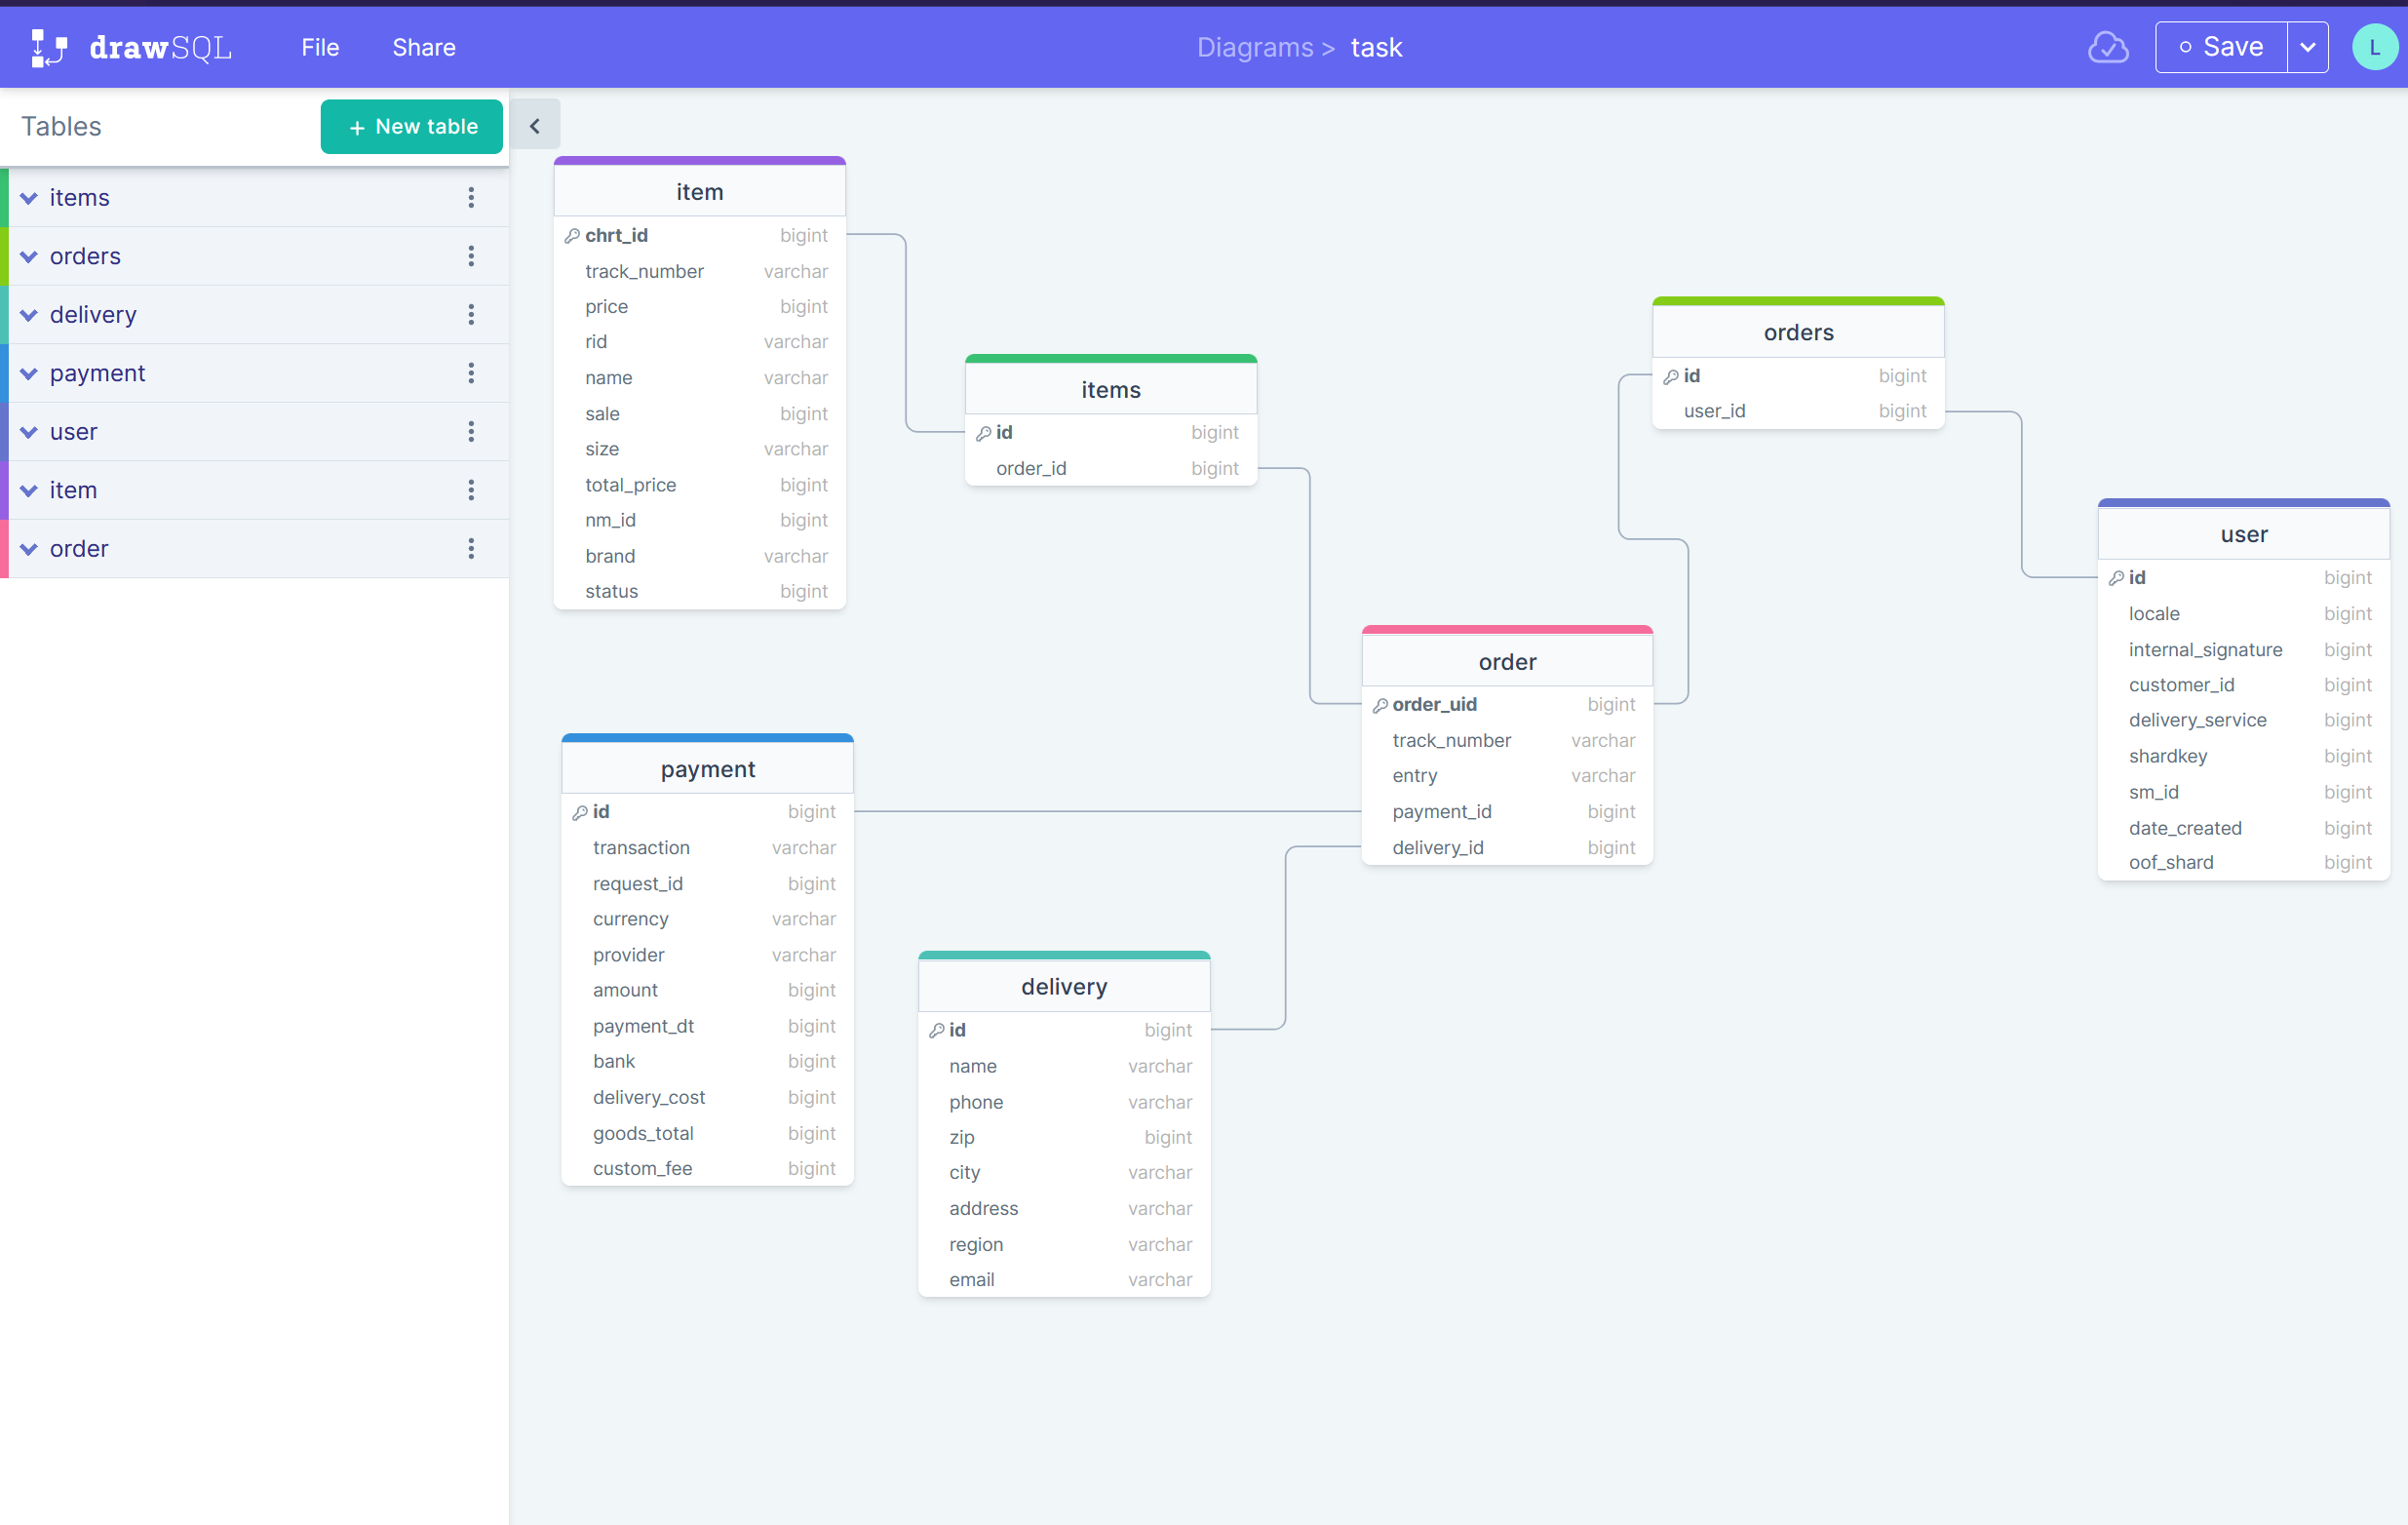 drawSQL File Share Diagrams > task Save L
Tables + New table
items
orders
delivery
payment
user
item
order
item
chrt_id bigint
track_number varchar
price bigint
rid varchar
name varchar
sale bigint
size varchar
total_price bigint
nm_id bigint
brand varchar
status bigint
items
id bigint
order_id bigint
orders
id bigint
user_id bigint
user
id bigint
locale bigint
internal_signature bigint
customer_id bigint
delivery_service bigint
shardkey bigint
sm_id bigint
date_created bigint
oof_shard bigint
order
order_uid bigint
track_number varchar
entry varchar
payment_id bigint
delivery_id bigint
payment
id bigint
transaction varchar
request_id bigint
currency varchar
provider varchar
amount bigint
payment_dt bigint
bank bigint
delivery_cost bigint
goods_total bigint
custom_fee bigint
delivery
id bigint
name varchar
phone varchar
zip bigint
city varchar
address varchar
region varchar
email varchar